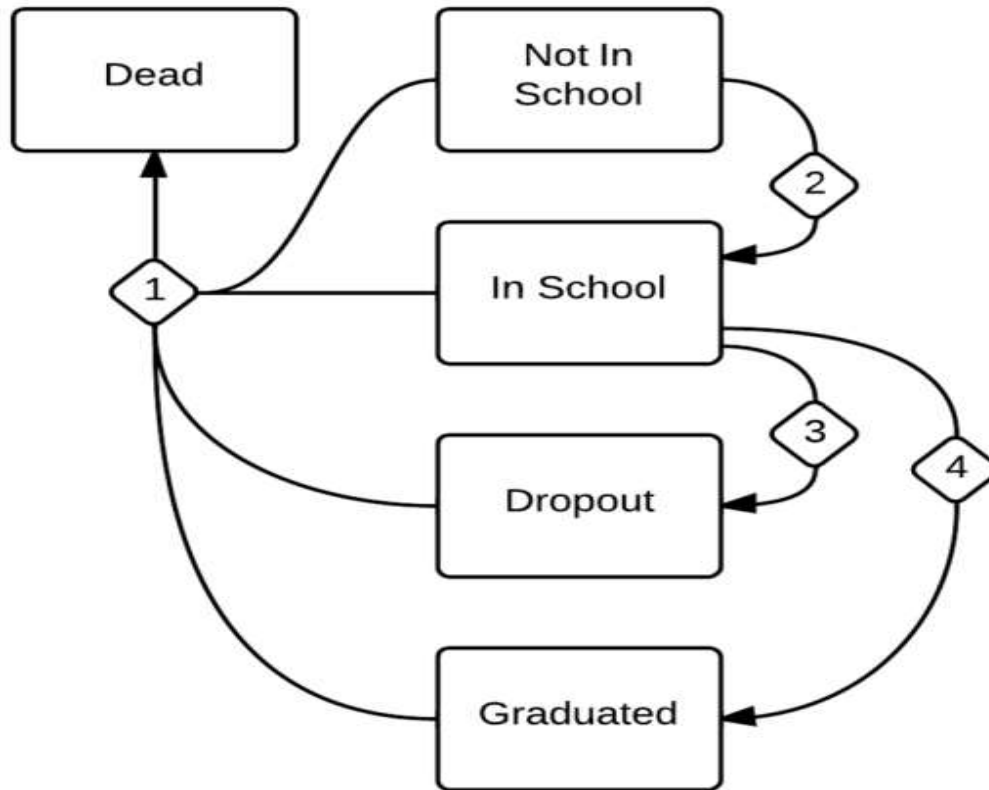 Dead
Not In
School
2
1
In School
3
4
Dropout
Graduated